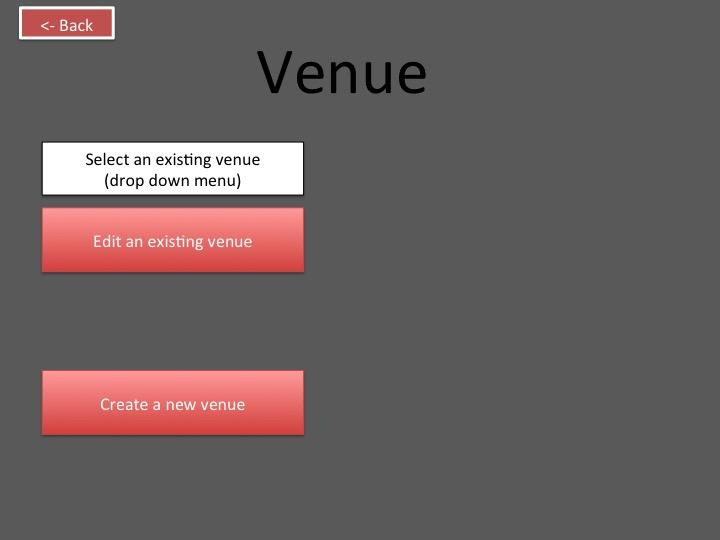 <- Back
Venue
Select an existing venue
(drop down menu)
Edit an existing venue
Create a new venue